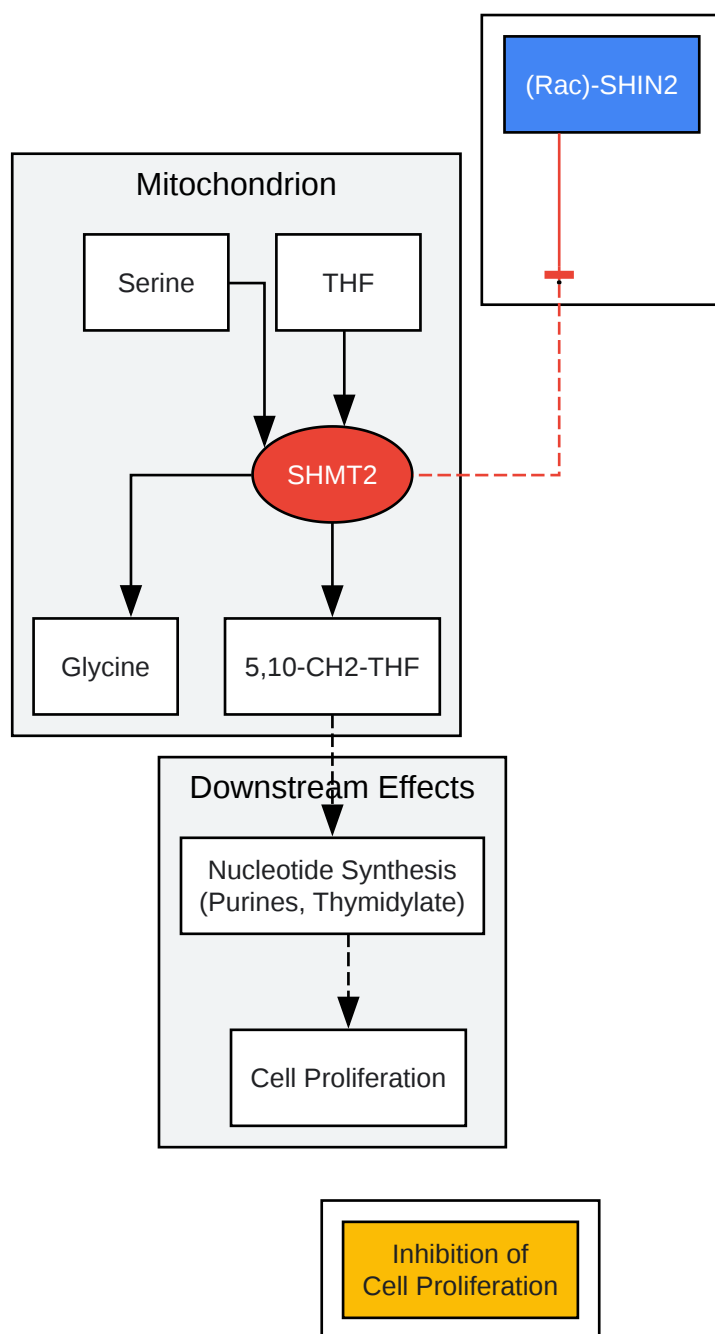 (Rac)-SHIN2
Mitochondrion
Serine
THF
SHMT2
Glycine
5,10-CH2-THF
Downstream Effects
Nucleotide Synthesis
(Purines, Thymidylate)
Cell Proliferation
Inhibition of
Cell Proliferation